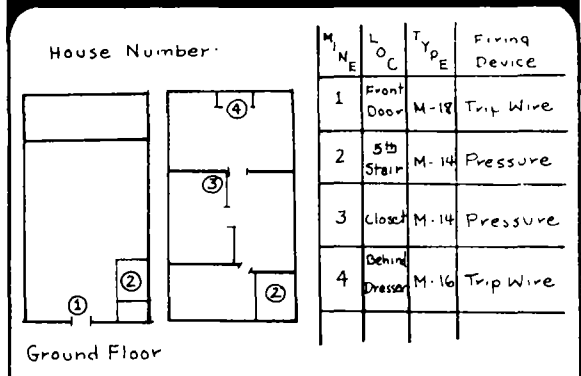 House Number.
MINE LOC TYPE Firing Device
1 Front Door M-18 Trip Wire
2 5th Stair M-14 Pressure
3 Closet M-14 Pressure
4 Behind Dresser M-16 Trip Wire
4
3
2
2
1
Ground Floor